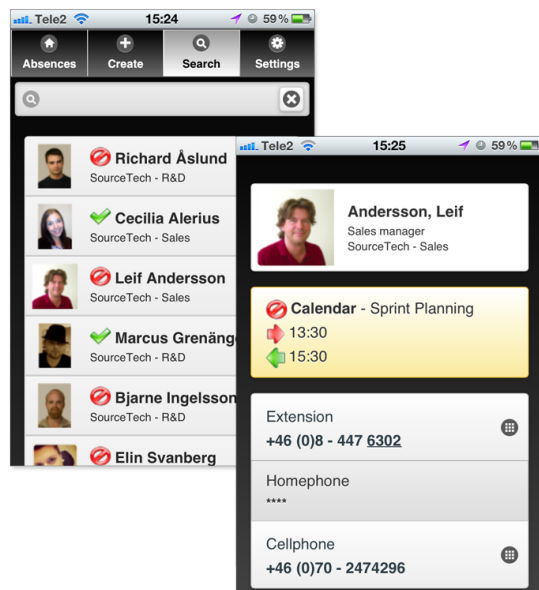 Tele2 15:24 59%
Absences Create Search Settings
Richard Åslund
SourceTech - R&D
Cecilia Alerius
SourceTech - Sales
Leif Andersson
SourceTech - Sales
Marcus Grenäng
SourceTech - R&D
Bjarne Ingelsson
SourceTech - R&D
Elin Svanberg
Tele2 15:25 59%
Andersson, Leif
Sales manager
SourceTech - Sales
Calendar - Sprint Planning
13:30
15:30
Extension
+46 (0)8 - 447 6302
Homephone
****
Cellphone
+46 (0)70 - 2474296